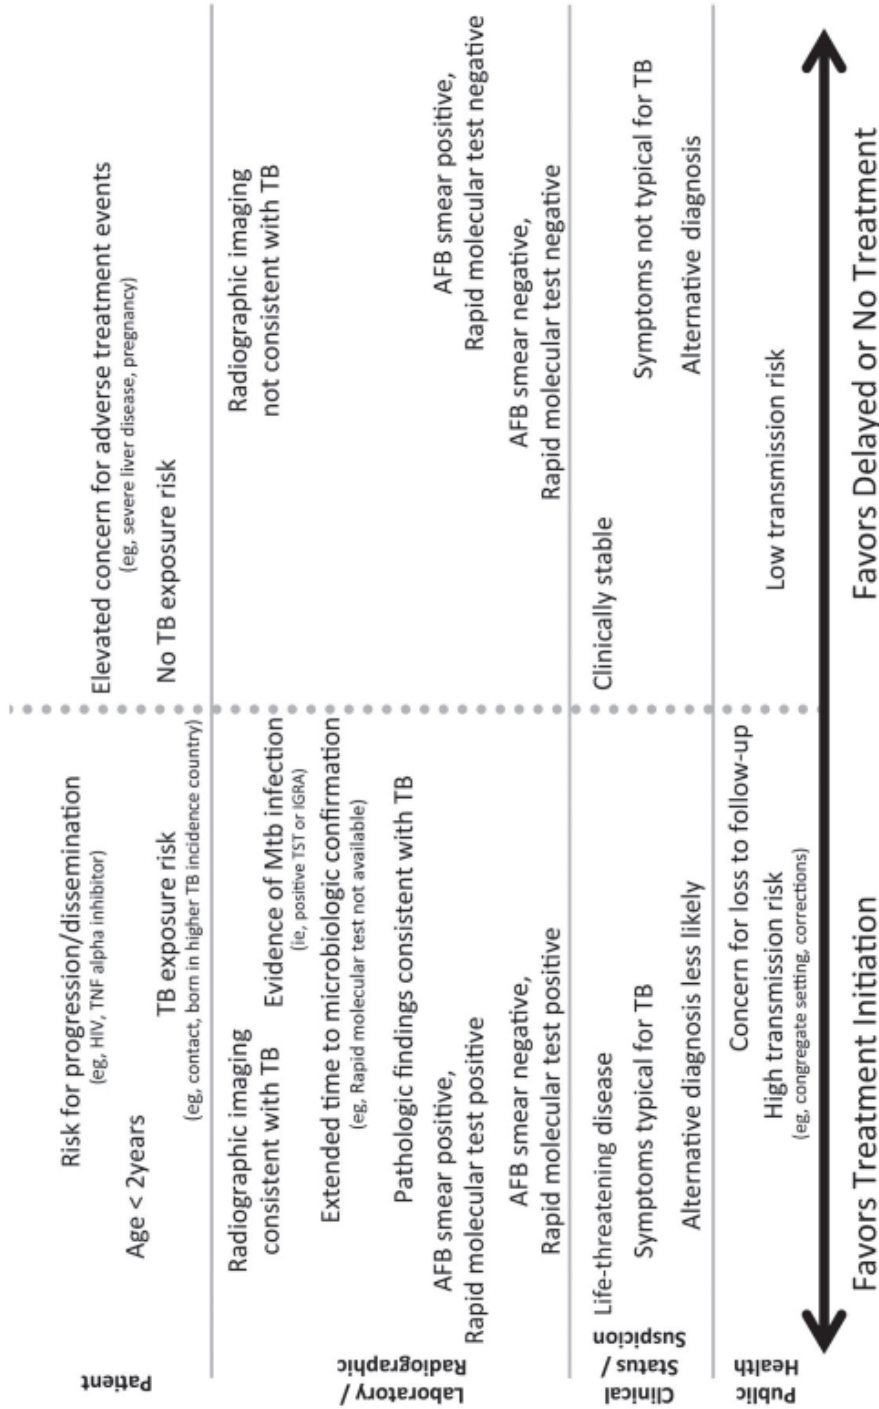 Patient
Risk for progression/dissemination
(eg, HIV, TNF alpha inhibitor)
Age < 2years
TB exposure risk
(eg, contact, born in higher TB incidence country)
Elevated concern for adverse treatment events
(eg, severe liver disease, pregnancy)
No TB exposure risk
Laboratory /
Radiographic
Radiographic imaging
consistent with TB
Evidence of Mtb infection
(ie, positive TST or IGRA)
Extended time to microbiologic confirmation
(eg, Rapid molecular test not available)
Pathologic findings consistent with TB
AFB smear positive,
Rapid molecular test positive
AFB smear negative,
Rapid molecular test positive
Radiographic imaging
not consistent with TB
AFB smear positive,
Rapid molecular test negative
AFB smear negative,
Rapid molecular test negative
Clinical
Status /
Suspicion
Life-threatening disease
Symptoms typical for TB
Alternative diagnosis less likely
Clinically stable
Symptoms not typical for TB
Alternative diagnosis
Public
Health
Concern for loss to follow-up
High transmission risk
(eg, congregate setting, corrections)
Low transmission risk
Favors Treatment Initiation
Favors Delayed or No Treatment